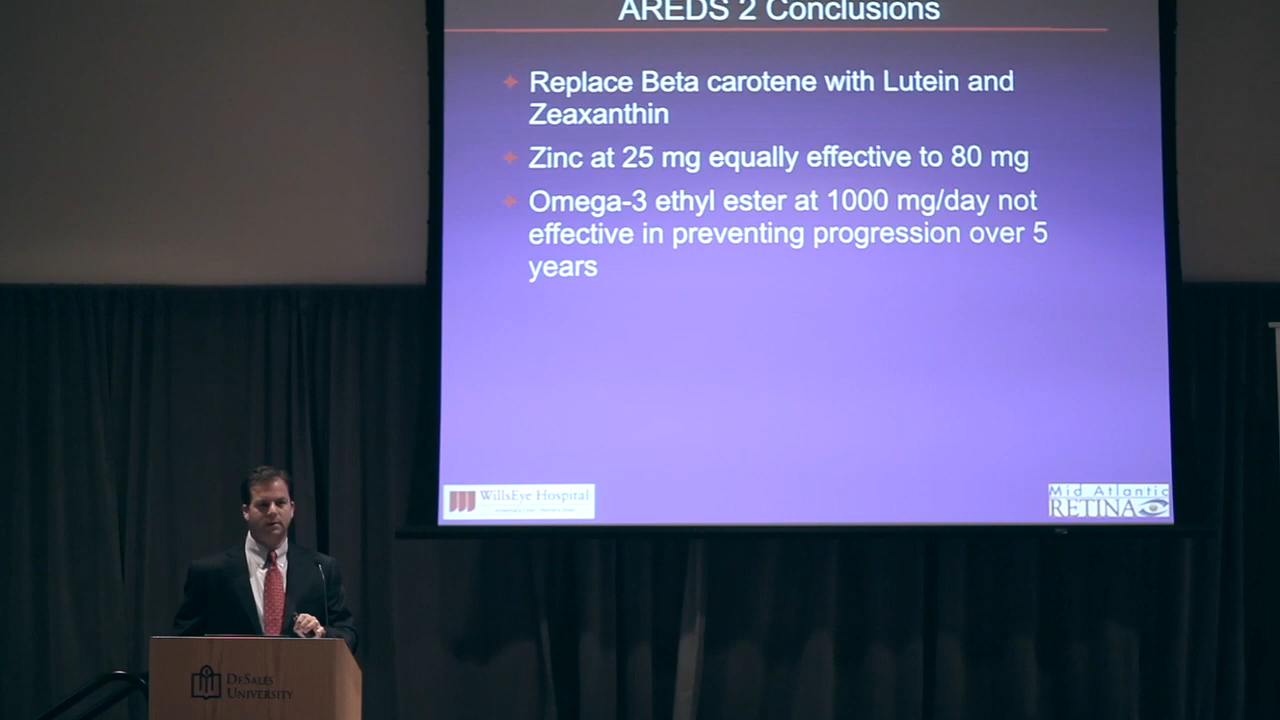 AREDS 2 Conclusions
Replace Beta carotene with Lutein and
Zeaxanthin
Zinc at 25 mg equally effective to 80 mg
Omega-3 ethyl ester at 1000 mg/day not
effective in preventing progression over 5
years
WillsEye Hospital
Mid Atlantic
RETINA
DESALES
UNIVERSITY